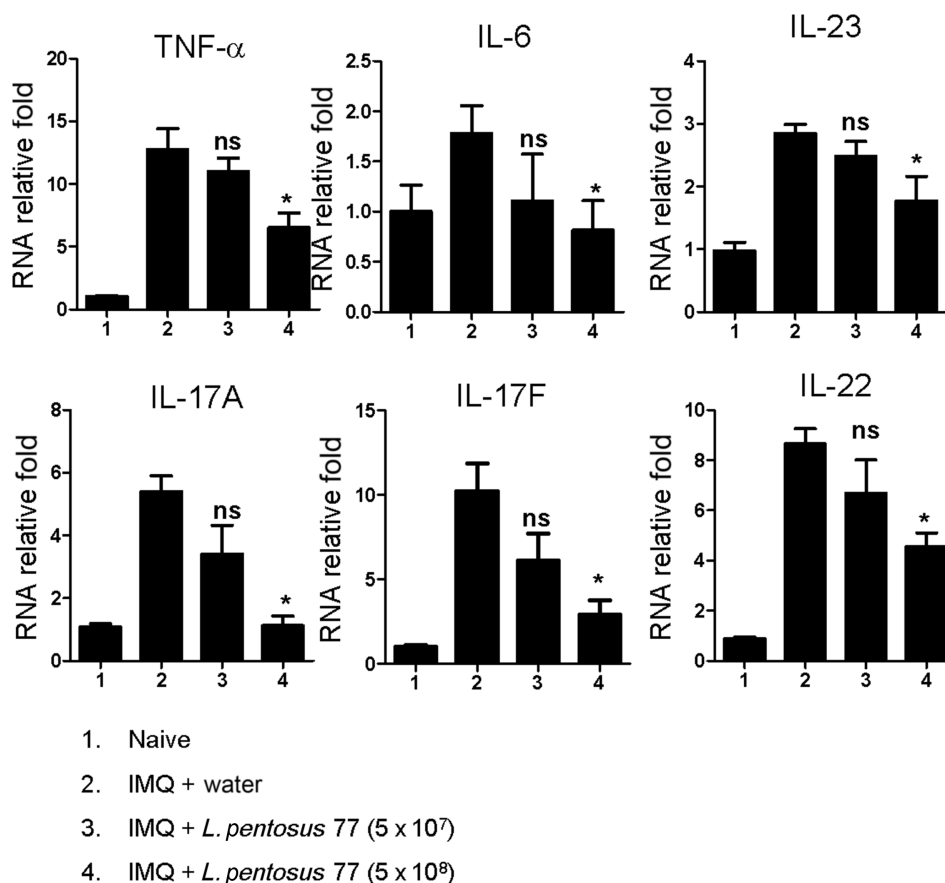 TNF-α
RNA relative fold
20
15
10
5
0
ns
*
1 2 3 4
IL-6
RNA relative fold
2.5
2.0
1.5
1.0
0.5
0.0
ns
*
1 2 3 4
IL-23
RNA relative fold
4
3
2
1
0
ns
*
1 2 3 4
IL-17A
RNA relative fold
8
6
4
2
0
ns
*
1 2 3 4
IL-17F
RNA relative fold
15
10
5
0
ns
*
1 2 3 4
IL-22
RNA relative fold
10
8
6
4
2
0
ns
*
1 2 3 4
1. Naive
2. IMQ + water
3. IMQ + L. pentosus 77 (5 x 10⁷)
4. IMQ + L. pentosus 77 (5 x 10⁸)